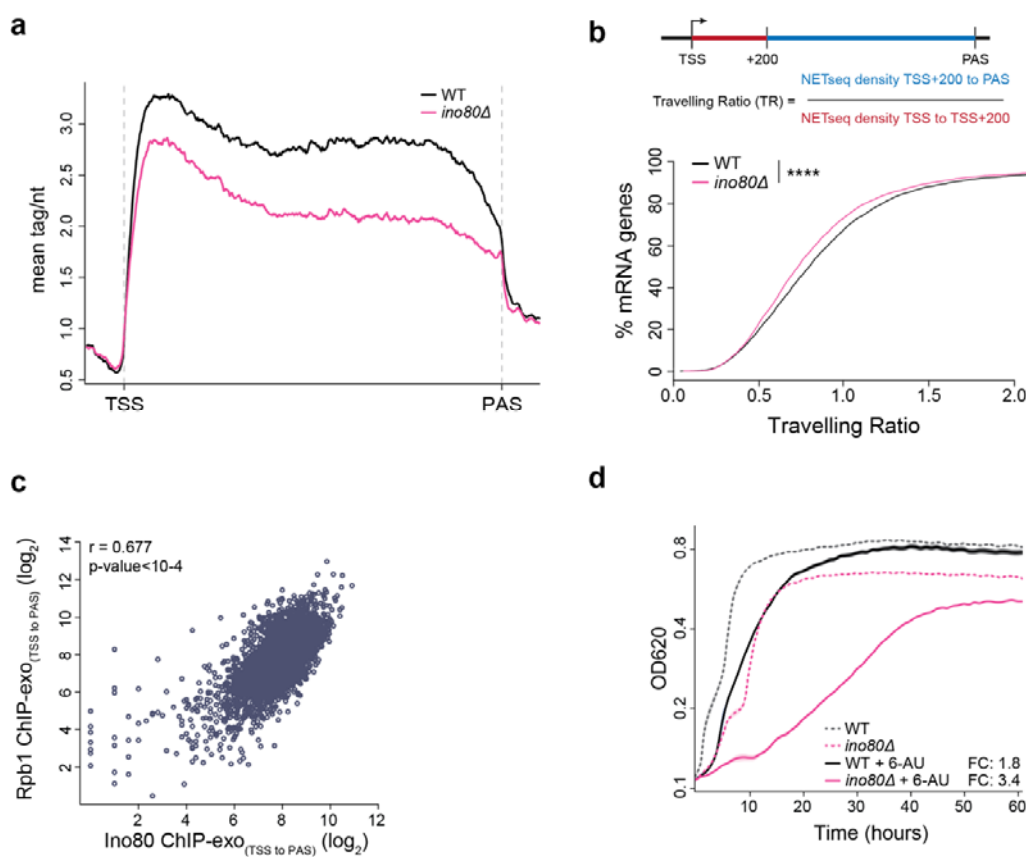 a
WT
ino80Δ
mean tag/nt
3.0
2.5
2.0
1.5
1.0
0.5
TSS
PAS
b
TSS
+200
PAS
NETseq density TSS+200 to PAS
Travelling Ratio (TR) =
NETseq density TSS to TSS+200
WT
ino80Δ
****
% mRNA genes
100
80
60
40
20
0
0.0 0.5 1.0 1.5 2.0
Travelling Ratio
c
r = 0.677
p-value<10-4
Rpb1 ChIP-exo(TSS to PAS) (log2)
14
12
10
8
6
4
2
0 2 4 6 8 10 12
Ino80 ChIP-exo(TSS to PAS) (log2)
d
OD620
0.8
0.4
0.2
0.1
WT
ino80Δ
WT + 6-AU FC: 1.8
ino80Δ + 6-AU FC: 3.4
10 20 30 40 50 60
Time (hours)